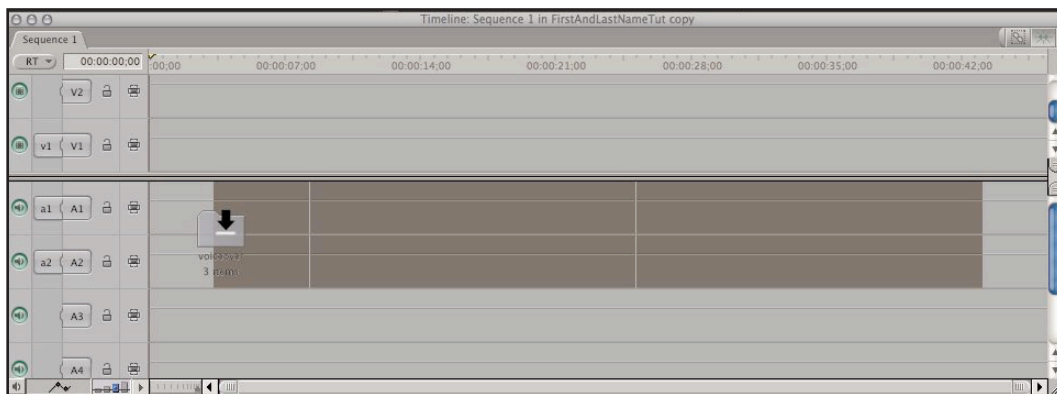 Timeline: Sequence 1 in FirstAndLastNameTut copy
Sequence 1
RT 00:00:00;00 :00;00 00:00:07;00 00:00:14;00 00:00:21;00 00:00:28;00 00:00:35;00 00:00:42;00
V2
v1 V1
a1 A1
a2 A2
3 items
A3
A4